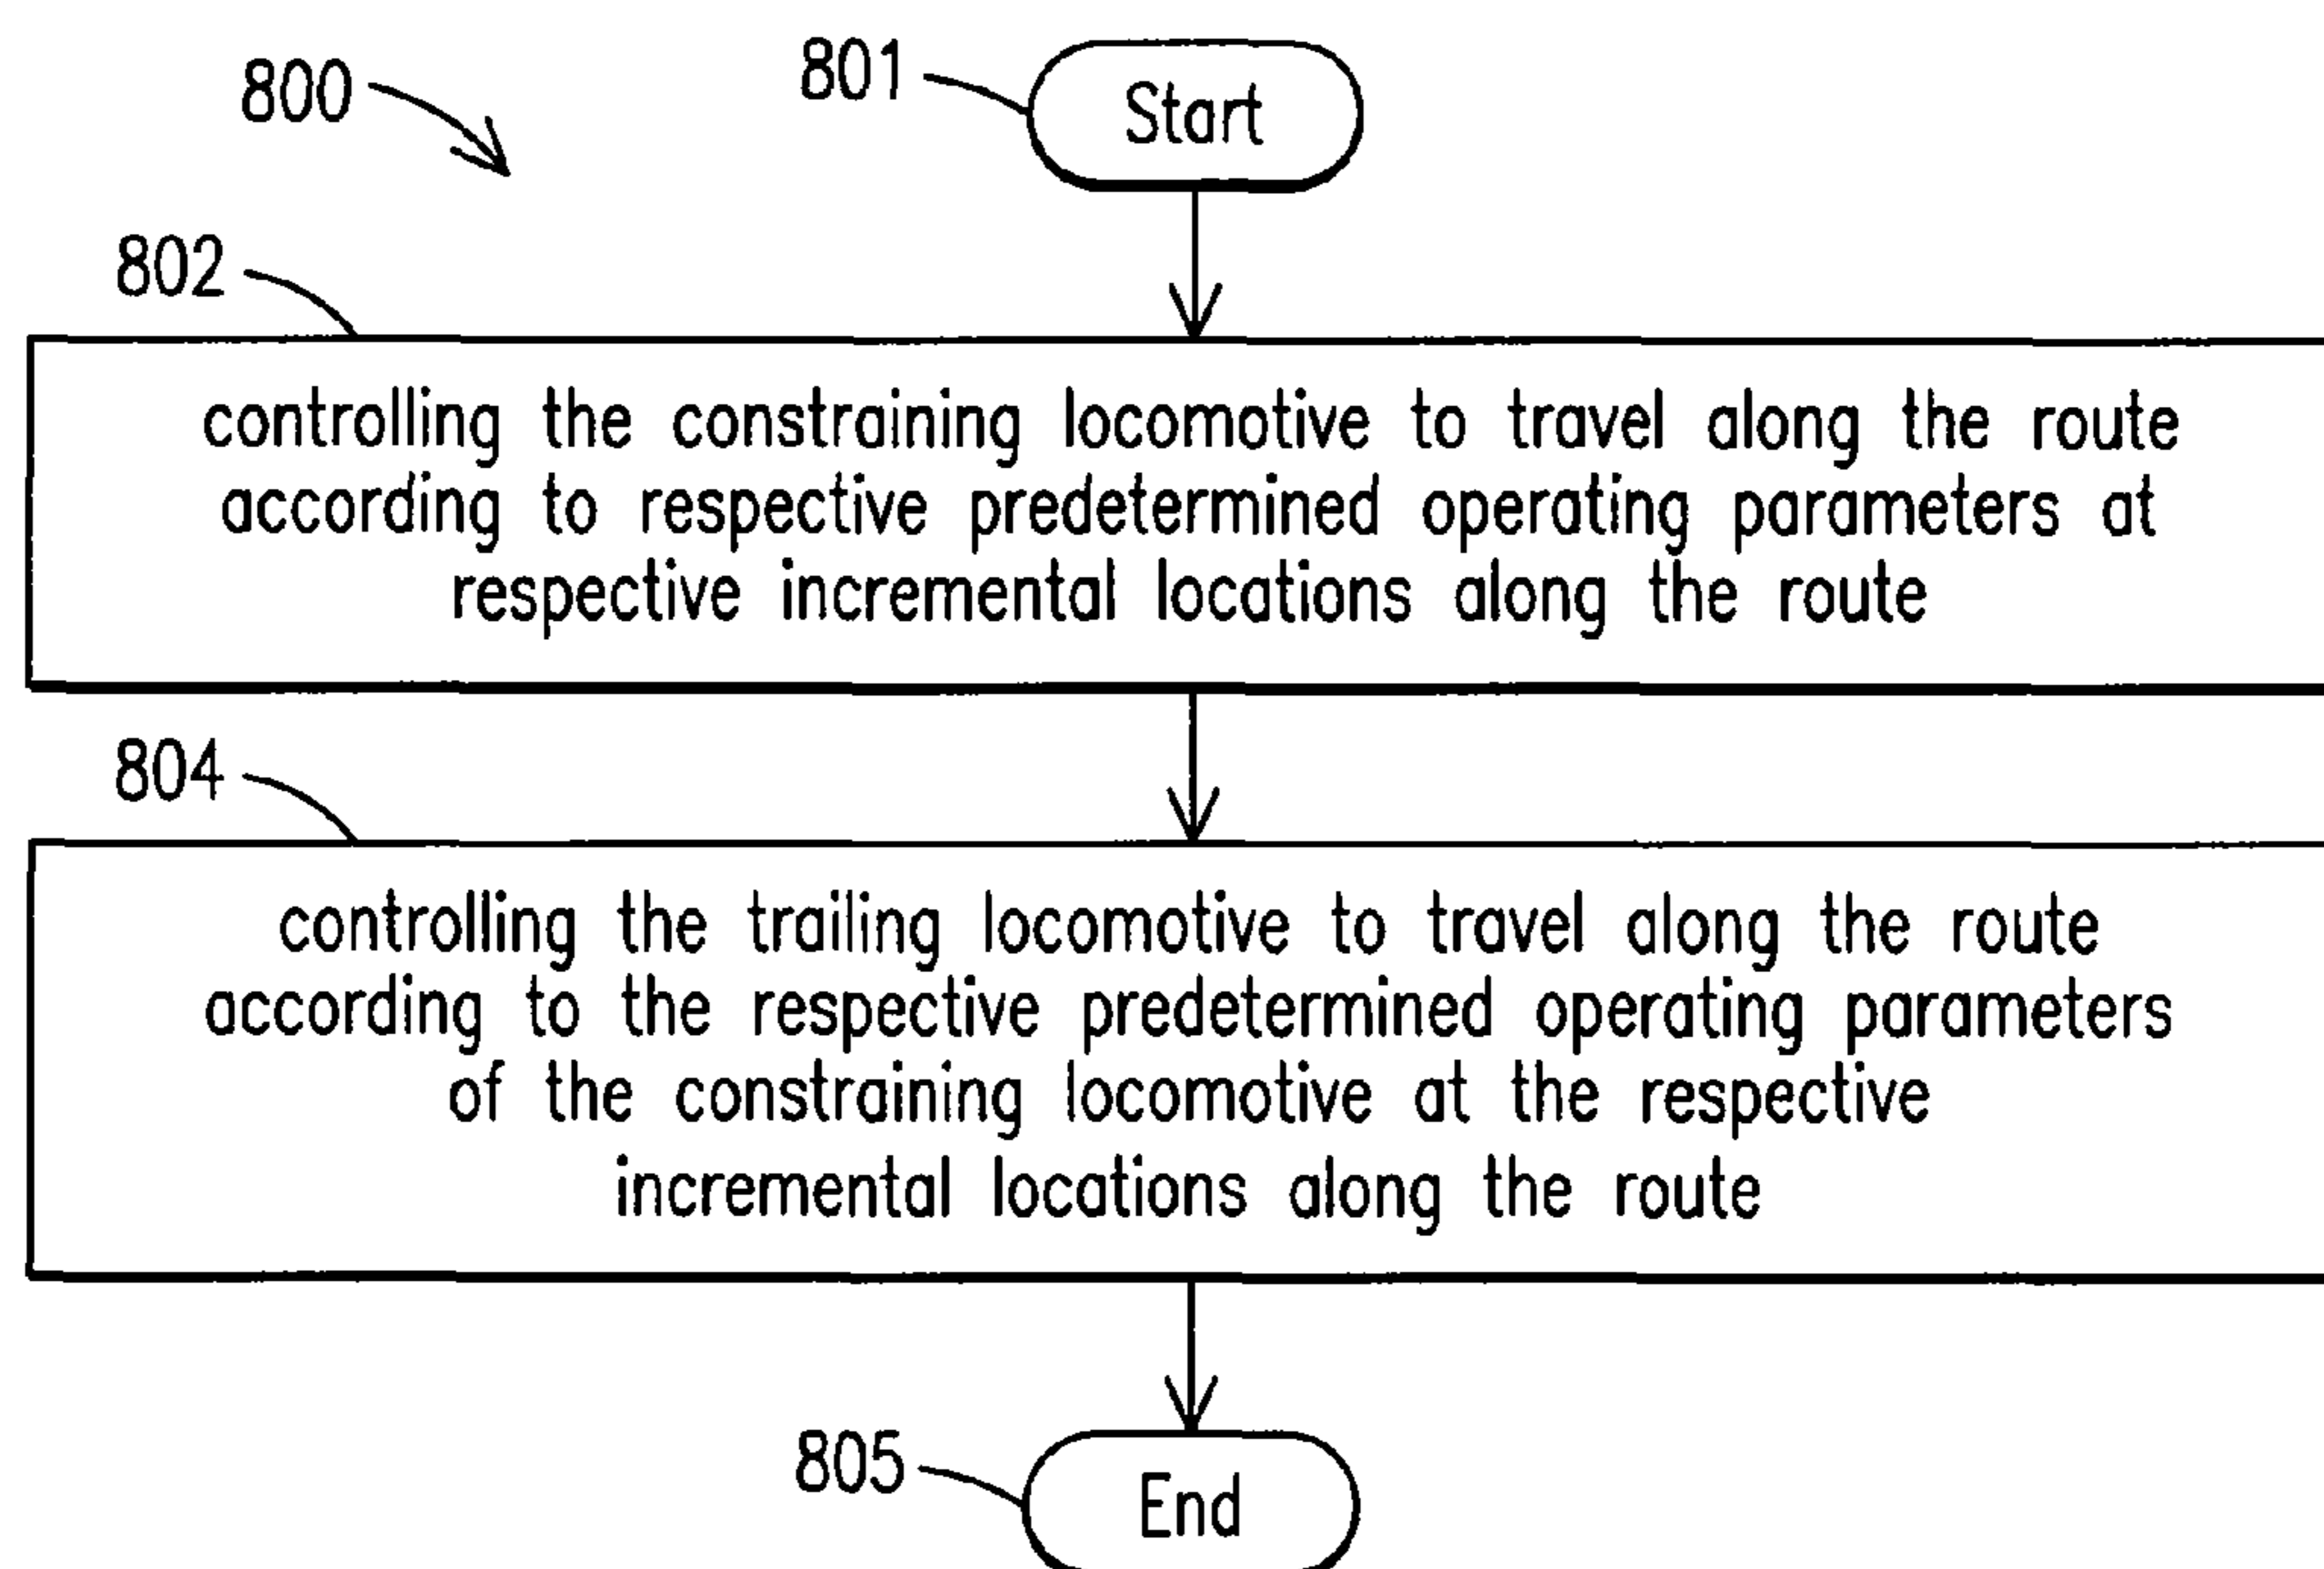 800
801
Start
802
controlling the constraining locomotive to travel along the route
according to respective predetermined operating parameters at
respective incremental locations along the route
804
controlling the trailing locomotive to travel along the route
according to the respective predetermined operating parameters
of the constraining locomotive at the respective
incremental locations along the route
805
End